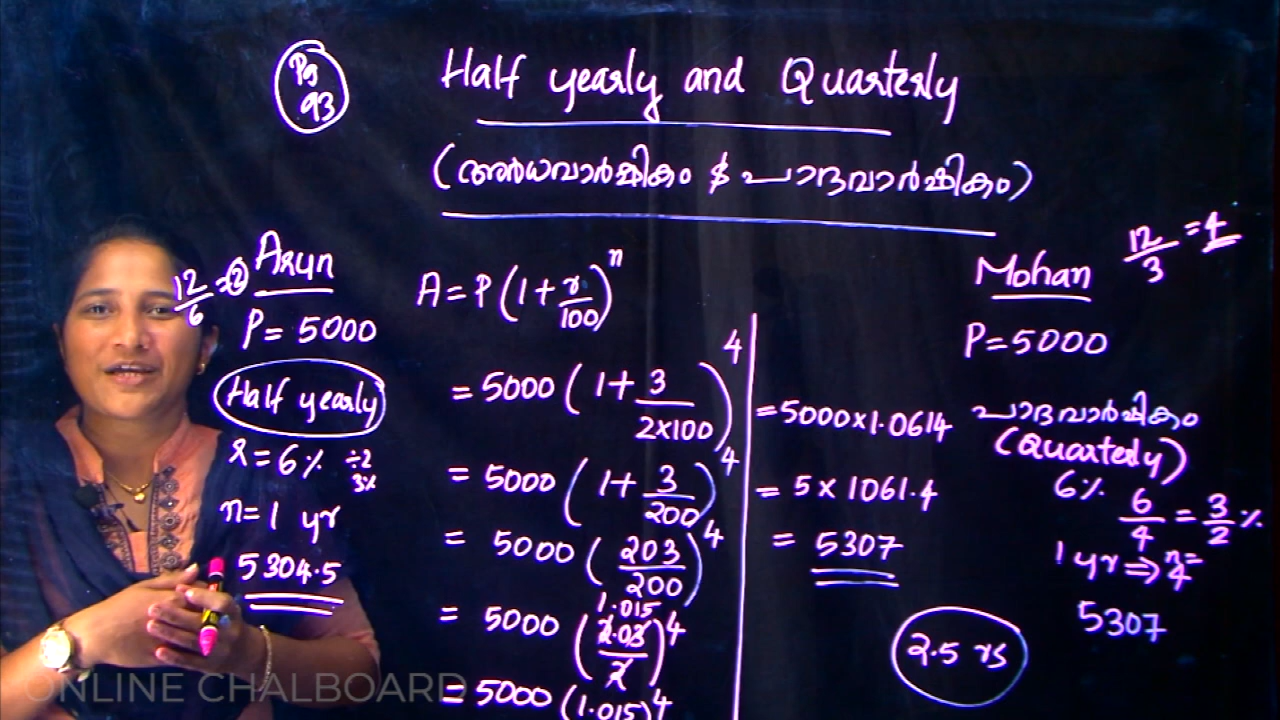 Pg
93
Half yearly and Quarterly
(അർധവാർഷികം & പാദവാർഷികം)
Arun
12/6 = 2
P = 5000
Half yearly
r = 6% ÷2
3%
n = 1 yr
5304.5
A = P(1 + r/100)^n
= 5000 (1 + 3/(2×100))^4
= 5000 (1 + 3/200)^4
= 5000 (203/200)^4
1.015
= 5000 (2.03/2)^4
= 5000 (1.015)^4
= 5000×1.0614
= 5 × 1061.4
= 5307
Mohan
12/3 = 4
P = 5000
പാദവാർഷികം
(Quarterly)
6%
6/4 = 3/2 %
1 yr ⇒ n = 4
5307
2.5 rs
ONLINE CHALBOARD